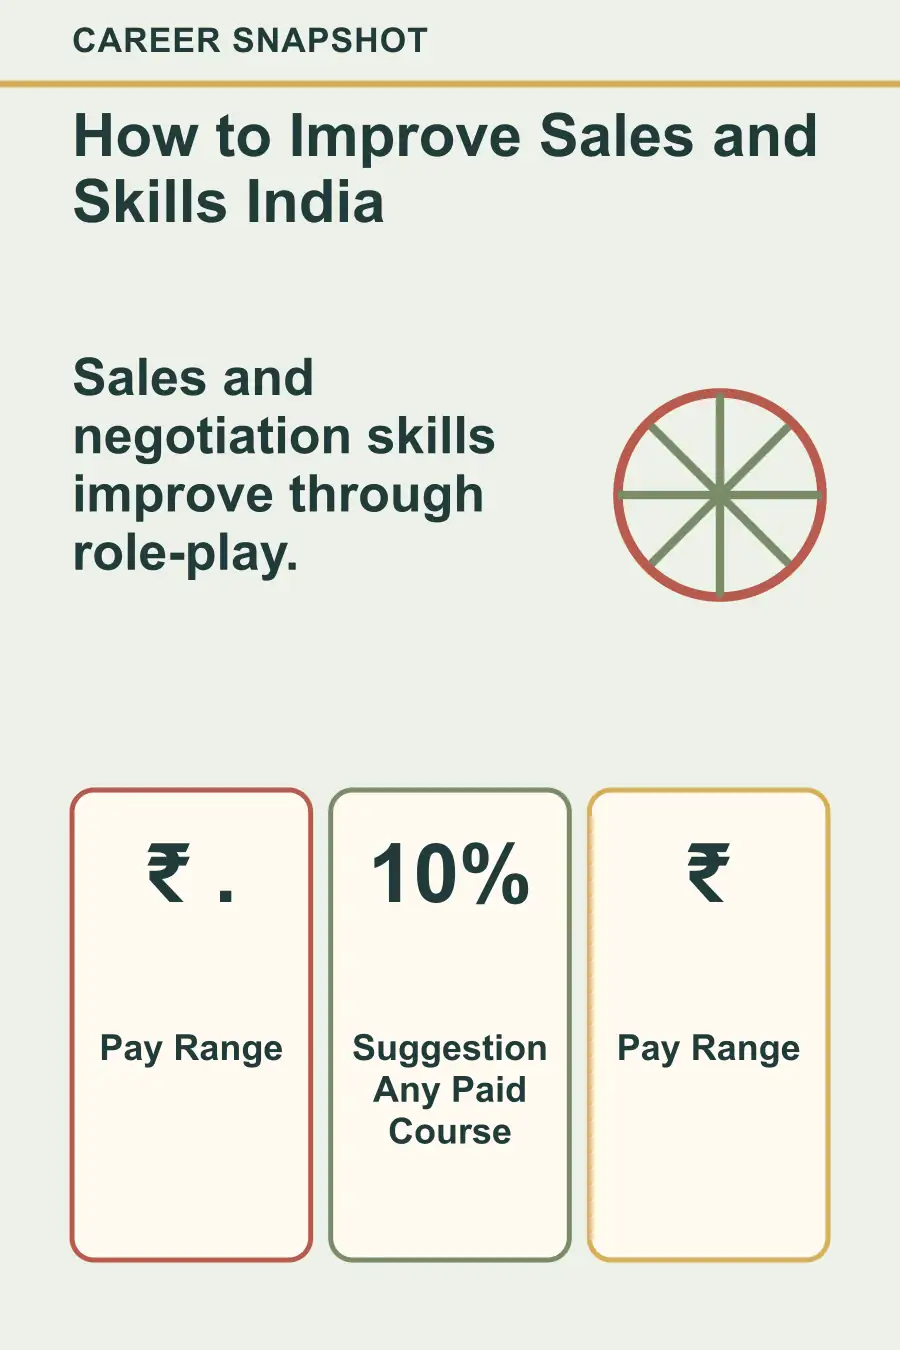 CAREER SNAPSHOT
How to Improve Sales and
Skills India
Sales and
negotiation skills
improve through
role-play.
₹ .
10%
₹
Pay Range
Suggestion
Any Paid
Course
Pay Range